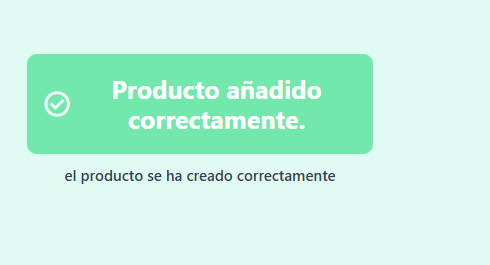 Producto añadido
correctamente.
el producto se ha creado correctamente